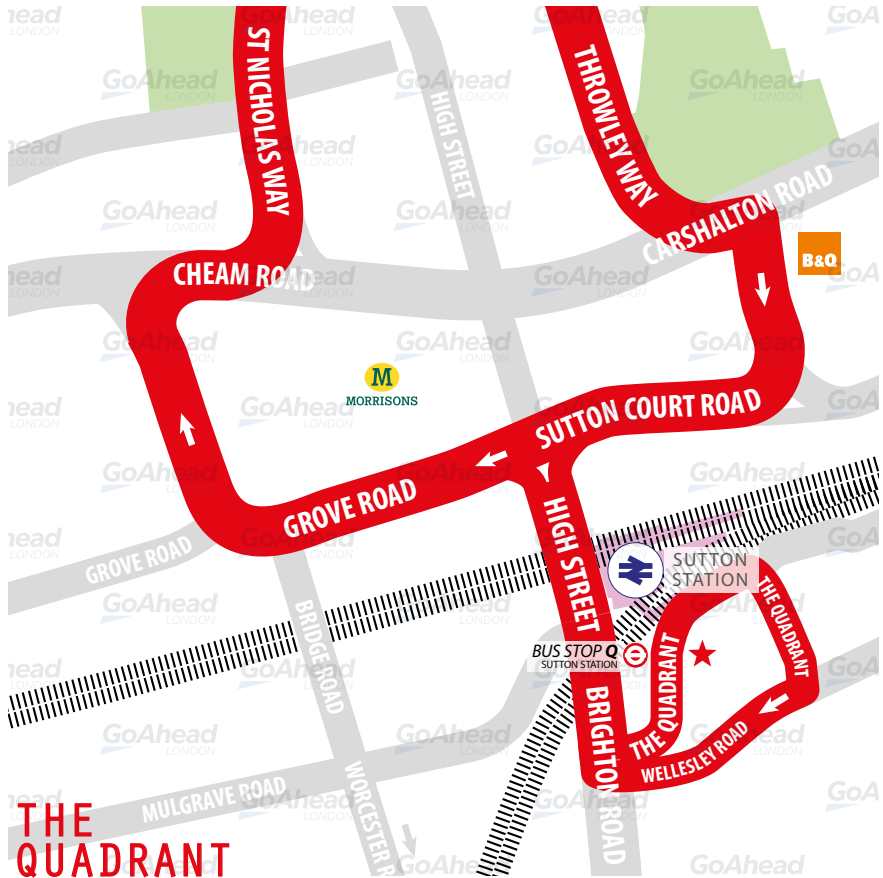 ST NICHOLAS WAY
HIGH STREET
THROWLEY WAY
CARSHALTON ROAD
B&Q
CHEAM ROAD
M
MORRISONS
SUTTON COURT ROAD
GROVE ROAD
HIGH STREET
GROVE ROAD
SUTTON
STATION
THE QUADRANT
BRIDGE ROAD
BUS STOP Q
SUTTON STATION
THE QUADRANT
BRIGHTON ROAD
WELLESLEY ROAD
MULGRAVE ROAD
WORCESTER R
THE
QUADRANT
GoAhead
LONDON